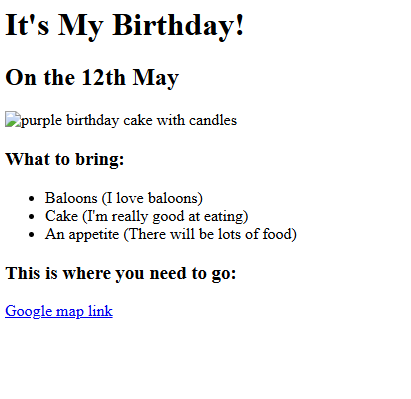 It's My Birthday!
On the 12th May
purple birthday cake with candles
What to bring:
Baloons (I love baloons)
Cake (I'm really good at eating)
An appetite (There will be lots of food)
This is where you need to go:
Google map link